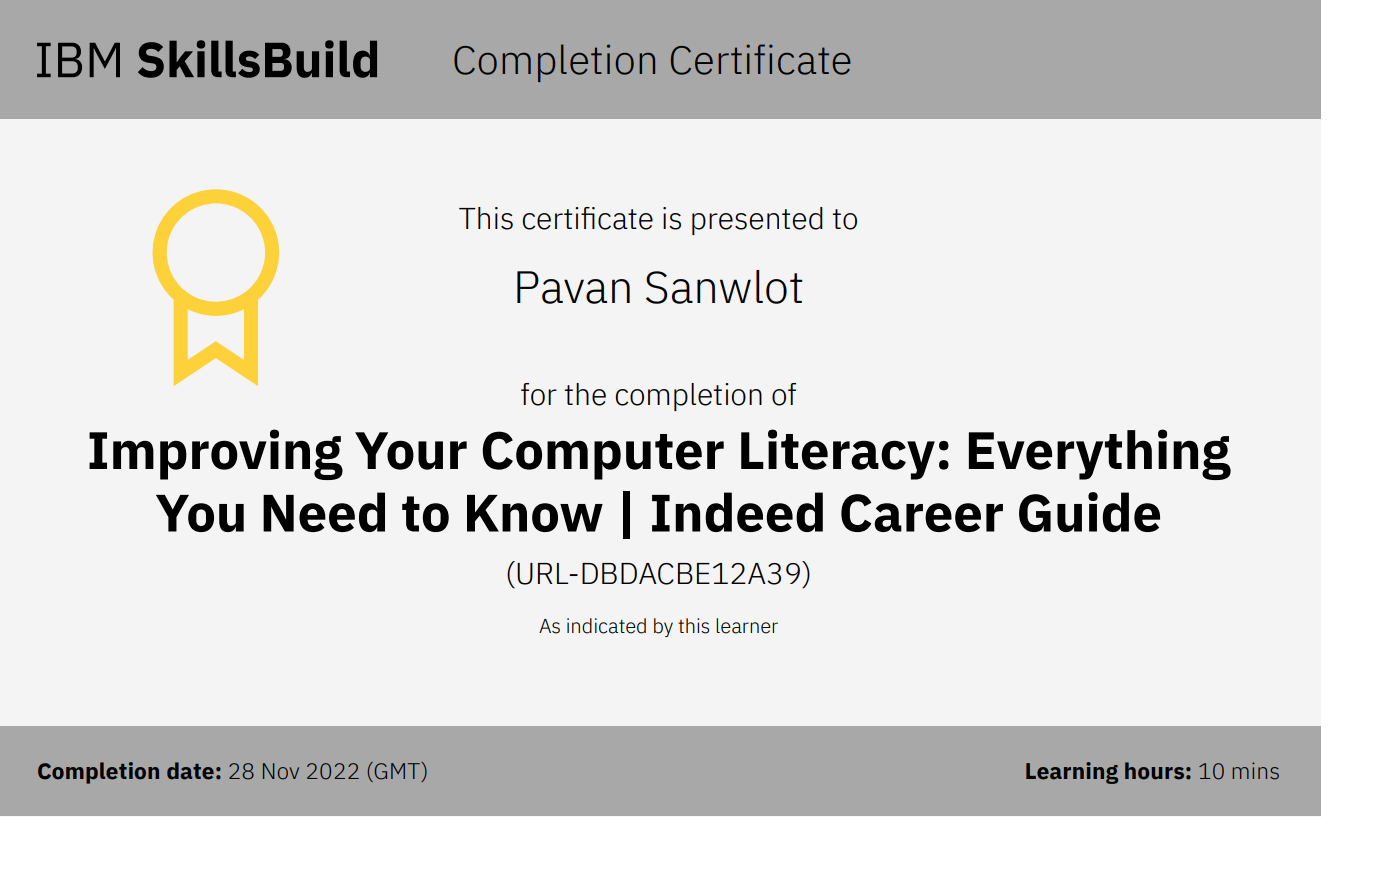 IBM SkillsBuild
Completion Certificate
This certificate is presented to
Pavan Sanwlot
for the completion of
Improving Your Computer Literacy: Everything
You Need to Know | Indeed Career Guide
(URL-DBDACBE12A39)
As indicated by this learner
Completion date: 28 Nov 2022 (GMT)
Learning hours: 10 mins